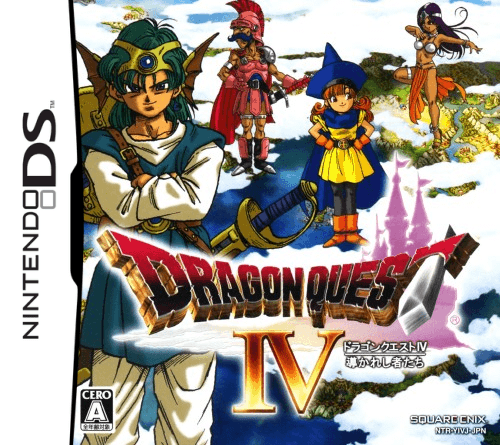 NINTENDO DS
TM
DRAGON QUEST
®
IV
ドラゴンクエストIV
導かれし者たち
CERO
A
全年齢対象
SQUARE ENIX
NTR-YIVJ-JPN